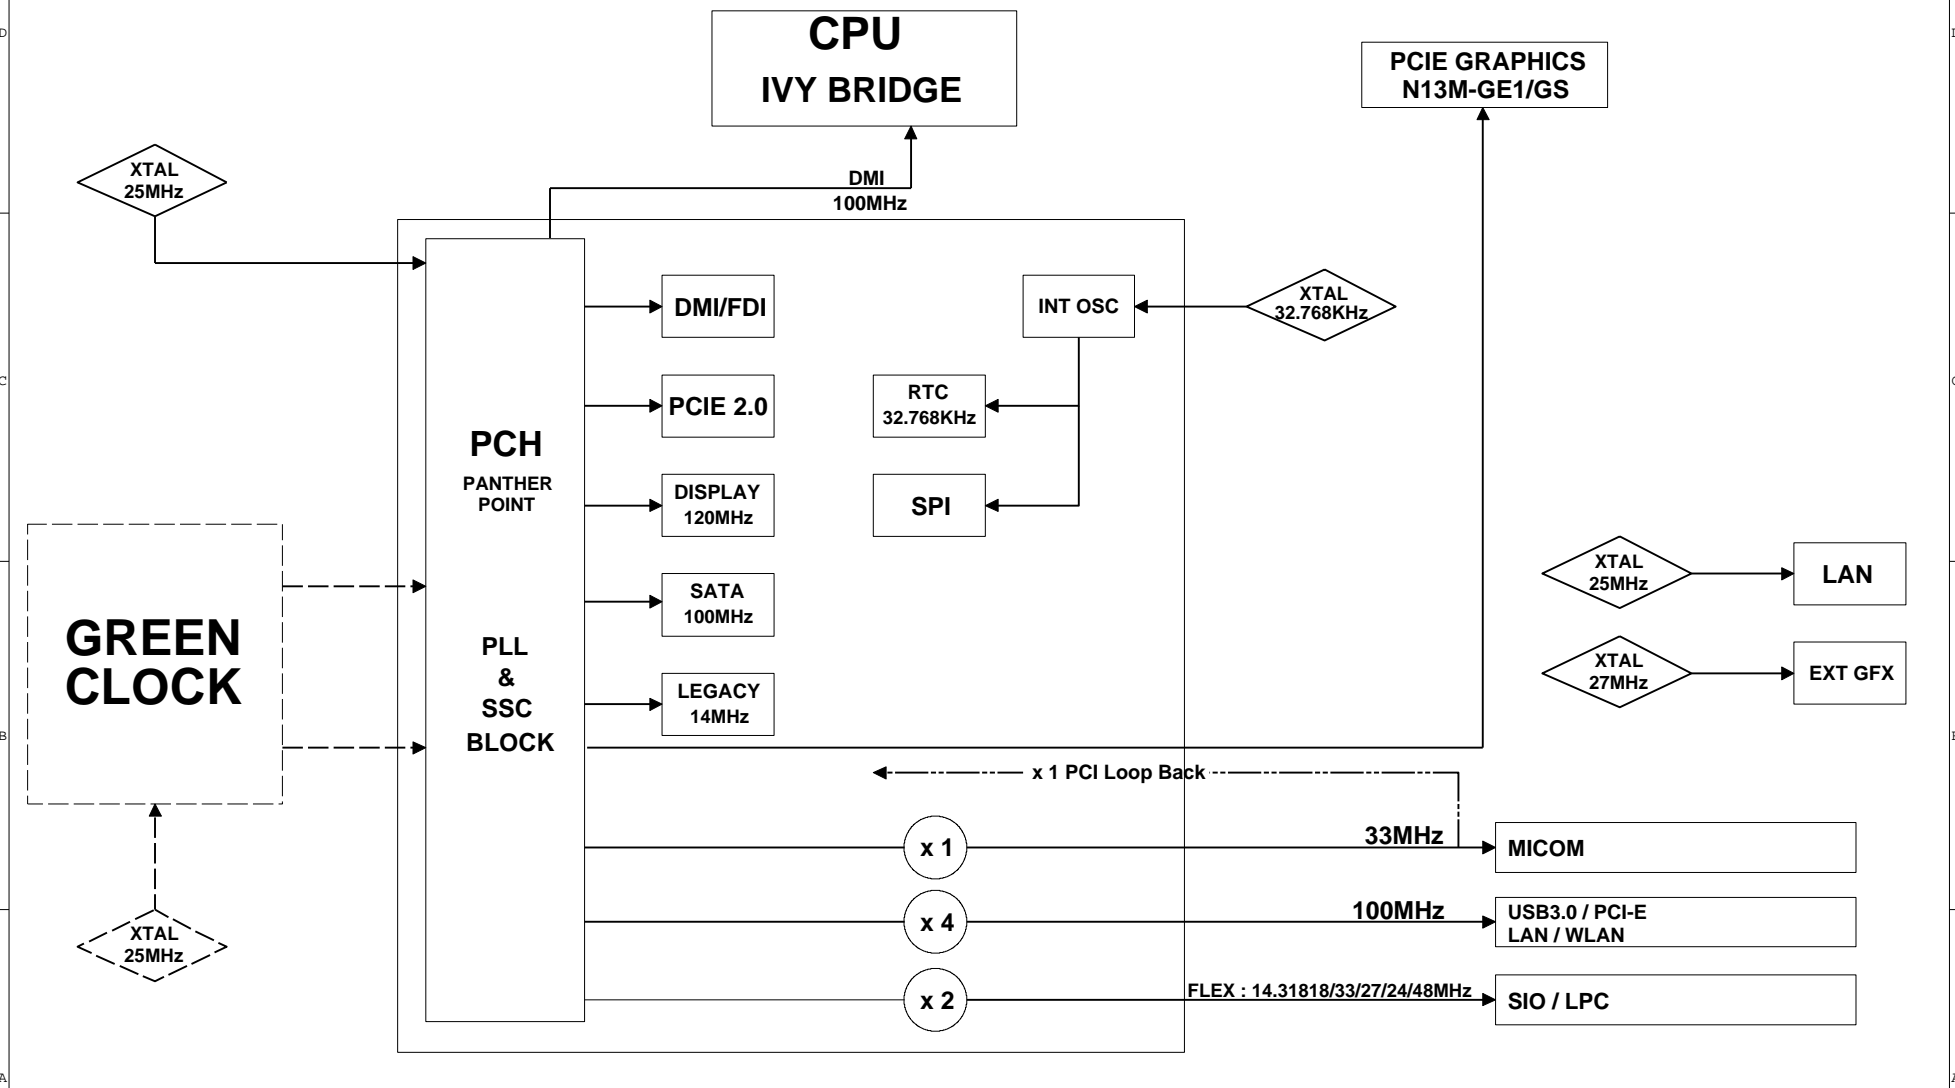 CPU
IVY BRIDGE
PCIE GRAPHICS
N13M-GE1/GS
XTAL
25MHz
DMI
100MHz
DMI/FDI
INT OSC
XTAL
32.768KHz
PCIE 2.0
RTC
32.768KHz
PCH
PANTHER
POINT
DISPLAY
120MHz
SPI
XTAL
25MHz
LAN
SATA
100MHz
GREEN
CLOCK
PLL
&
SSC
BLOCK
XTAL
27MHz
EXT GFX
LEGACY
14MHz
x 1 PCI Loop Back
x 1
33MHz
MICOM
x 4
100MHz
USB3.0 / PCI-E
LAN / WLAN
XTAL
25MHz
x 2
FLEX : 14.31818/33/27/24/48MHz
SIO / LPC
D
C
B
A